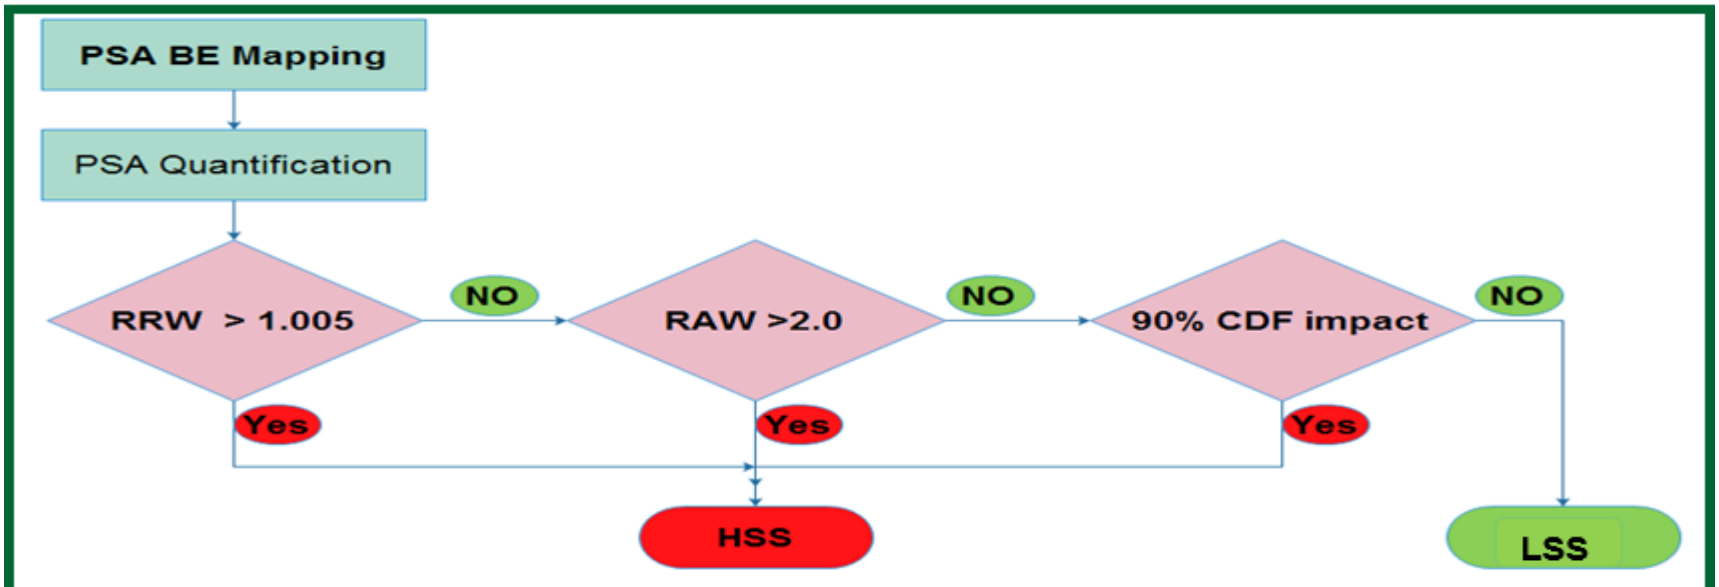 PSA BE Mapping
PSA Quantification
NO
NO
NO
RRW > 1.005
RAW >2.0
90% CDF impact
Yes
Yes
Yes
HSS
LSS